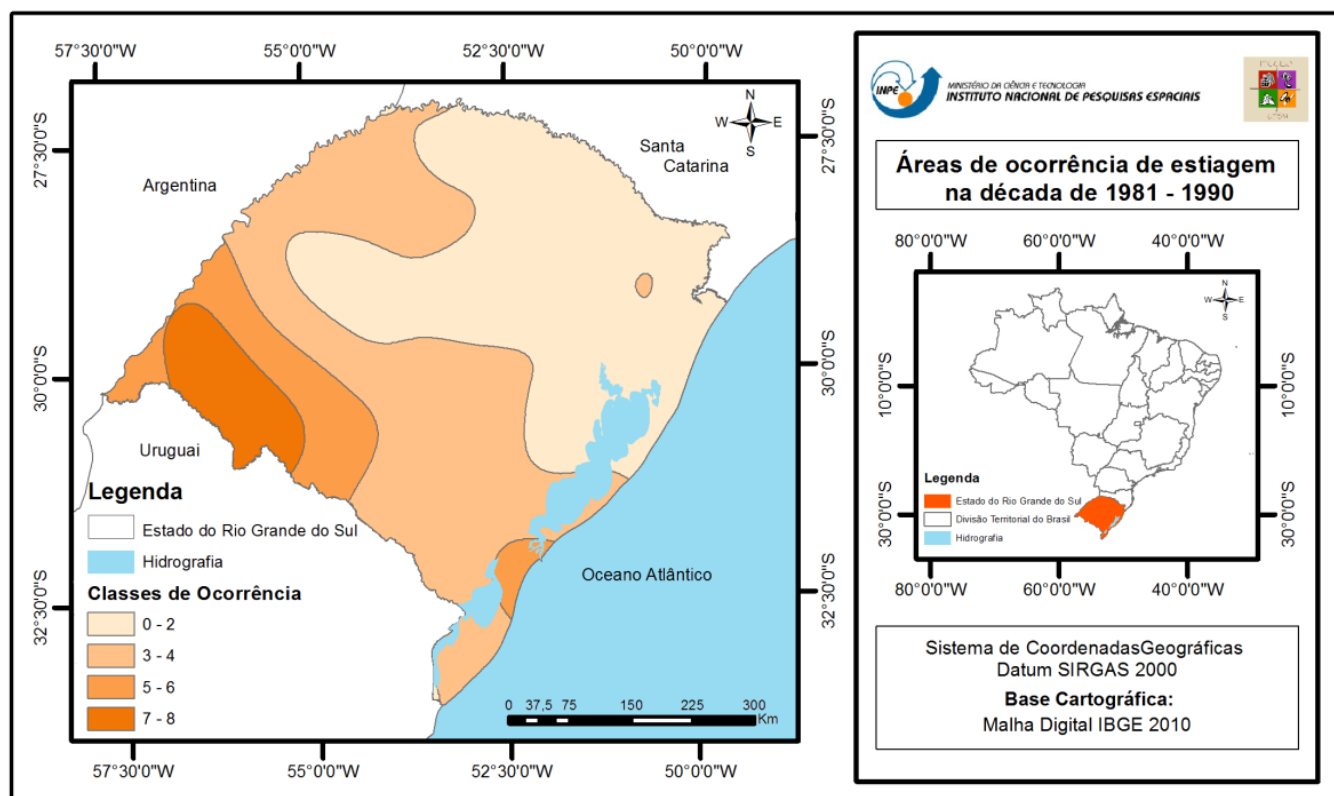 57°30'0"W
55°0'0"W
52°30'0"W
50°0'0"W
27°30'0"S
30°0'0"S
32°30'0"S
27°30'0"S
30°0'0"S
32°30'0"S
57°30'0"W
55°0'0"W
52°30'0"W
50°0'0"W
N
W
E
S
Santa
Catarina
Argentina
Uruguai
Oceano Atlântico
Legenda
Estado do Rio Grande do Sul
Hidrografia
Classes de Ocorrência
0 - 2
3 - 4
5 - 6
7 - 8
0 37,5 75 150 225 300
Km
INPE
MINISTÉRIO DA CIÊNCIA E TECNOLOGIA
INSTITUTO NACIONAL DE PESQUISAS ESPACIAIS
Áreas de ocorrência de estiagem
na década de 1981 - 1990
80°0'0"W
60°0'0"W
40°0'0"W
N
W
E
S
10°0'0"S
30°0'0"S
10°0'0"S
30°0'0"S
Legenda
Estado do Rio Grande do Sul
Divisão Territorial do Brasil
Hidrografia
80°0'0"W
60°0'0"W
40°0'0"W
Sistema de CoordenadasGeográficas
Datum SIRGAS 2000
Base Cartográfica:
Malha Digital IBGE 2010